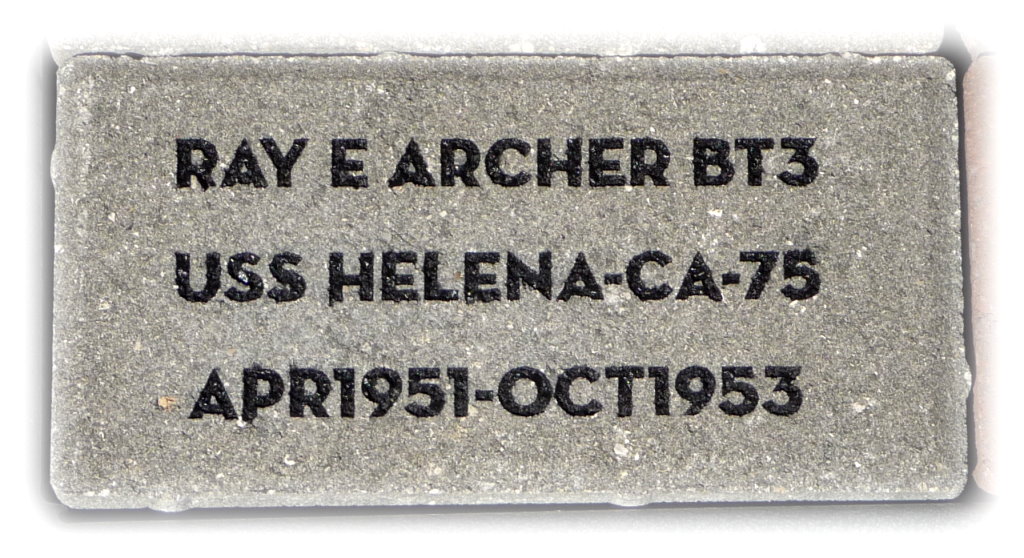 RAY E ARCHER BT3
USS HELENA-CA-75
APR1951-OCT1953